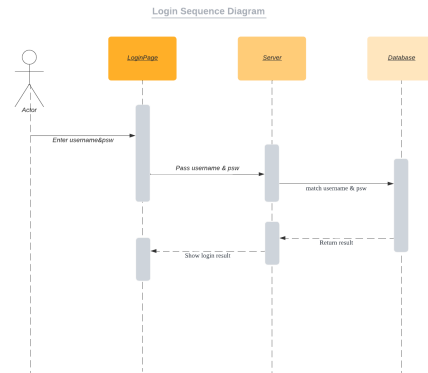 Login Sequence Diagram
LoginPage
Server
Database
Actor
Enter username&psw
Pass username & psw
match username & psw
Return result
Show login result